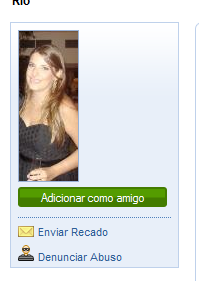 Rio
Adicionar como amigo
Enviar Recado
Denunciar Abuso